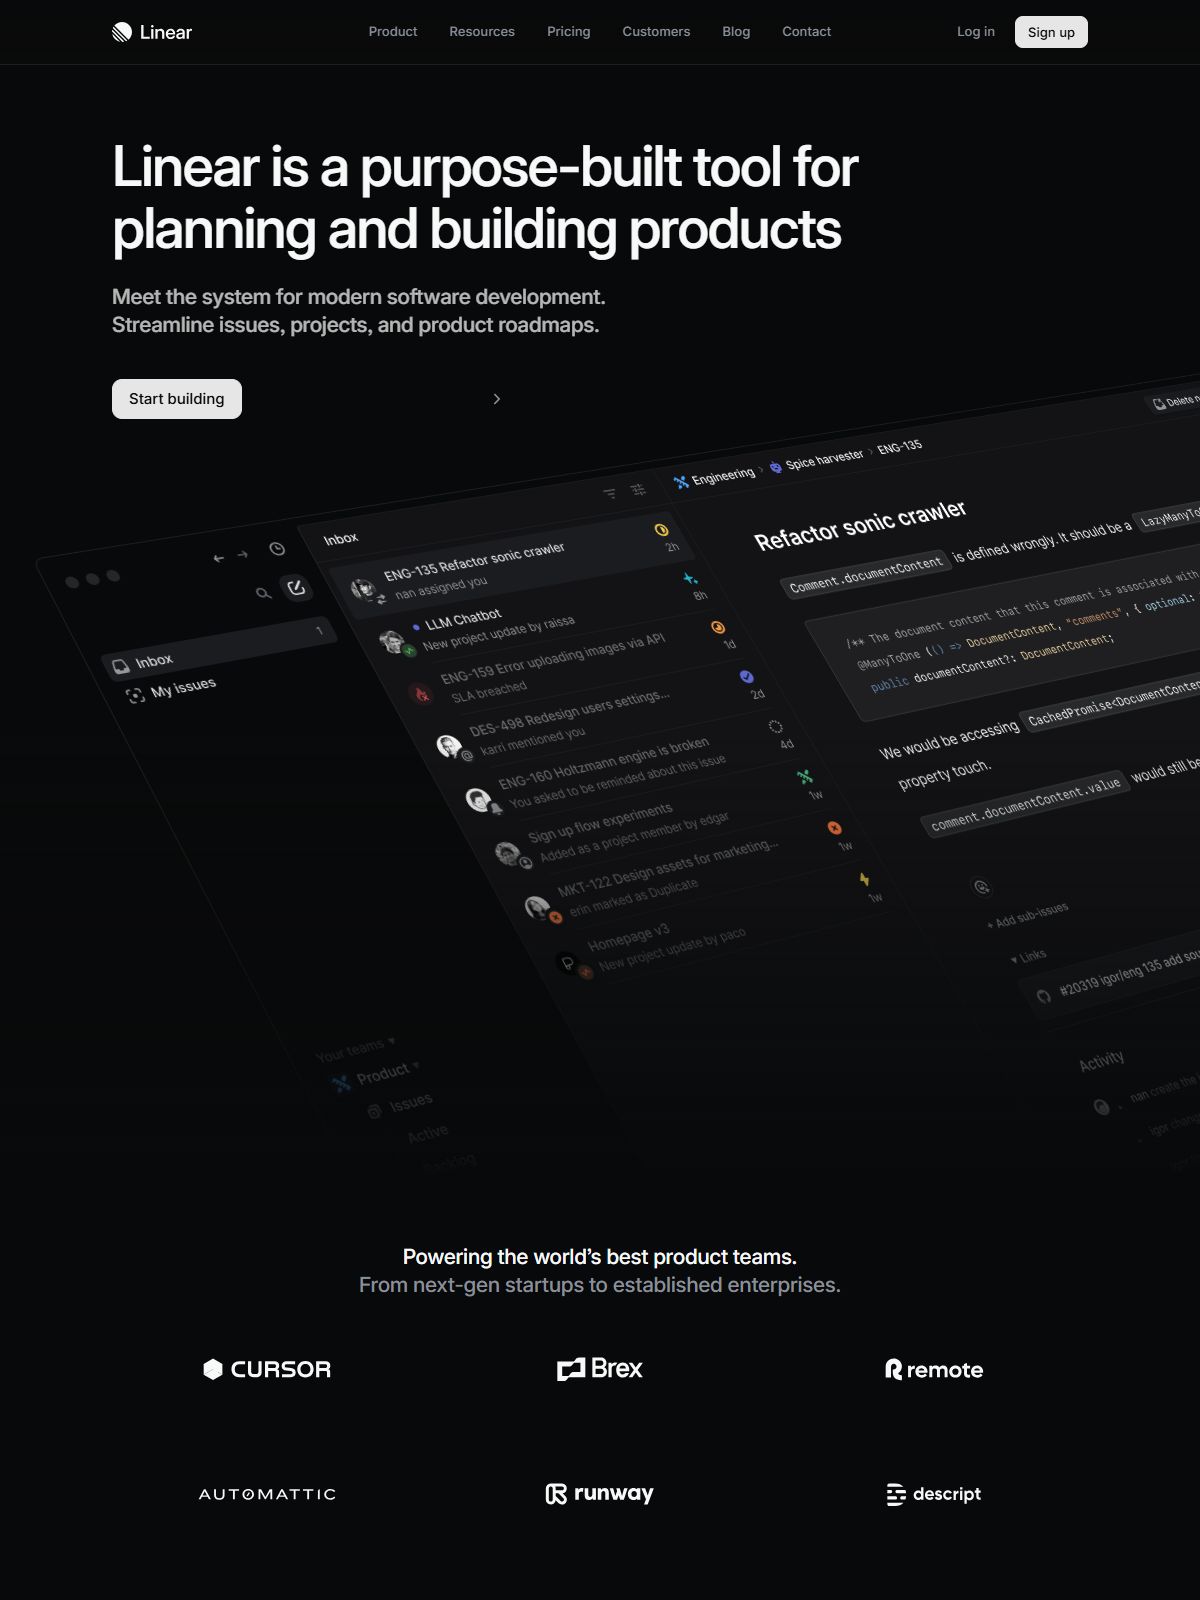 Linear
Product
Resources
Pricing
Customers
Blog
Contact
Log in
Sign up
Linear is a purpose-built tool for
planning and building products
Meet the system for modern software development.
Streamline issues, projects, and product roadmaps.
Start building
Inbox
1
My issues
Your teams
Product
Issues
Active
Backlog
Inbox
ENG-135 Refactor sonic crawler
nan assigned you
2h
LLM Chatbot
New project update by raissa
8h
ENG-159 Error uploading images via API
SLA breached
1d
DES-498 Redesign users settings...
karri mentioned you
2d
ENG-160 Holtzmann engine is broken
You asked to be reminded about this issue
4d
Sign up flow experiments
Added as a project member by edgar
1w
MKT-122 Design assets for marketing...
erin marked as Duplicate
1w
Homepage v3
New project update by paco
1w
Engineering › Spice harvester › ENG-135
Delete
Refactor sonic crawler
Comment.documentContent is defined wrongly. It should be a
/** The document content that this comment is associated with
@ManyToOne (() => DocumentContent, "comments", { optional:
public documentContent?: DocumentContent;
We would be accessing
property touch.
comment.documentContent.value would still
+ Add sub-issues
Links
#20319 igor/eng 135 add
Activity
nan create the
igor
igor
Powering the world’s best product teams.
From next-gen startups to established enterprises.
CURSOR
Brex
remote
AUTOMATTIC
runway
descript